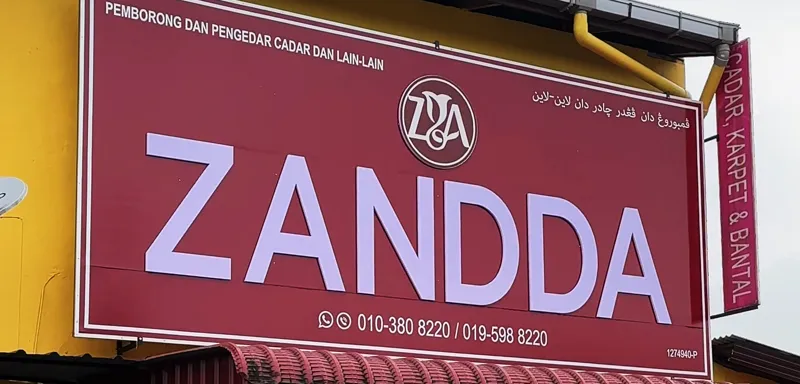 PEMBORONG DAN PENGEDAR CADAR DAN LAIN-LAIN
ڤمبوروڠ دان ڤڠدر چادر دان لاين-لاين
ZDA
ZANDDA
010-380 8220 / 019-598 8220
1274940-P
CADAR, KARPET & BANTAL